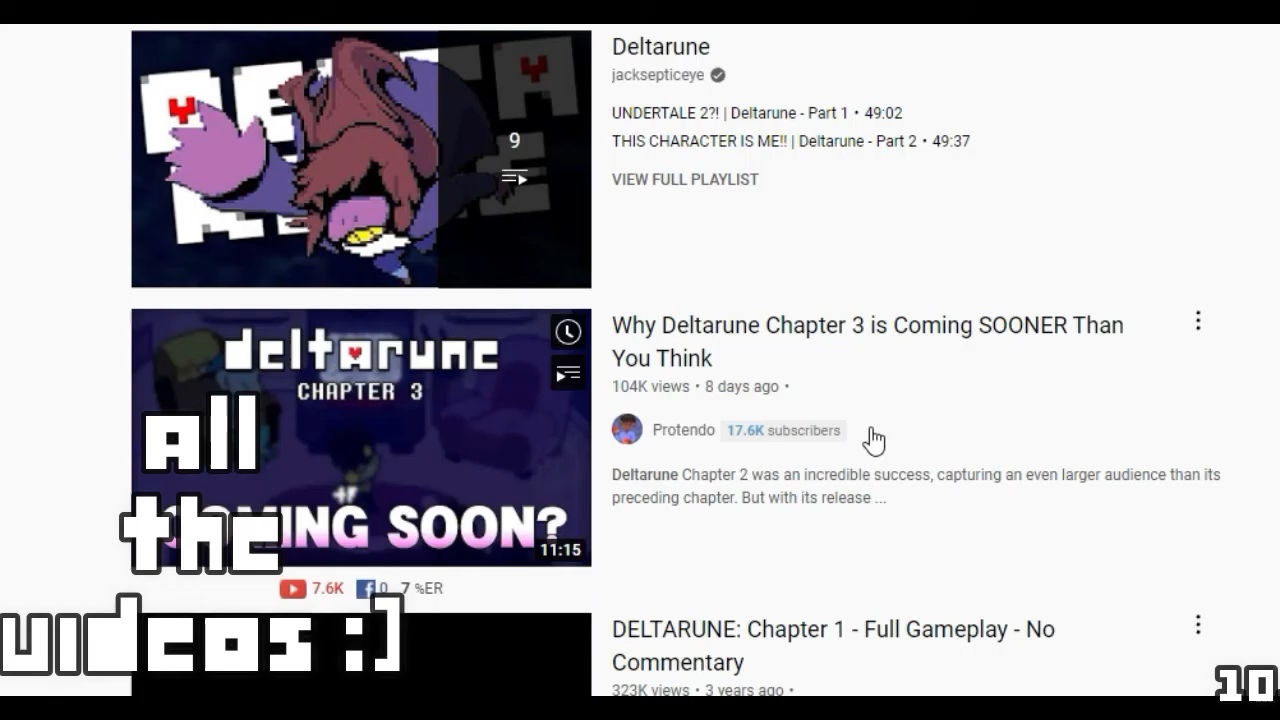 Deltarune
jacksepticeye
UNDERTALE 2?! | Deltarune - Part 1 • 49:02
THIS CHARACTER IS ME!! | Deltarune - Part 2 • 49:37
VIEW FULL PLAYLIST
9
deltarune
CHAPTER 3
COMING SOON?
11:15
Why Deltarune Chapter 3 is Coming SOONER Than
You Think
104K views • 8 days ago •
Protendo 17.6K subscribers
Deltarune Chapter 2 was an incredible success, capturing an even larger audience than its
preceding chapter. But with its release ...
7.6K 0 7 %ER
all
the
videos :)
DELTARUNE: Chapter 1 - Full Gameplay - No
Commentary
323K views • 3 years ago •
10